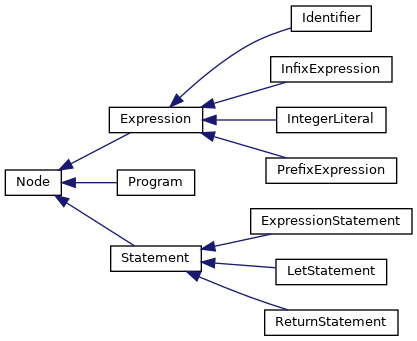 Identifier
InfixExpression
Expression
IntegerLiteral
PrefixExpression
Node
Program
ExpressionStatement
Statement
LetStatement
ReturnStatement